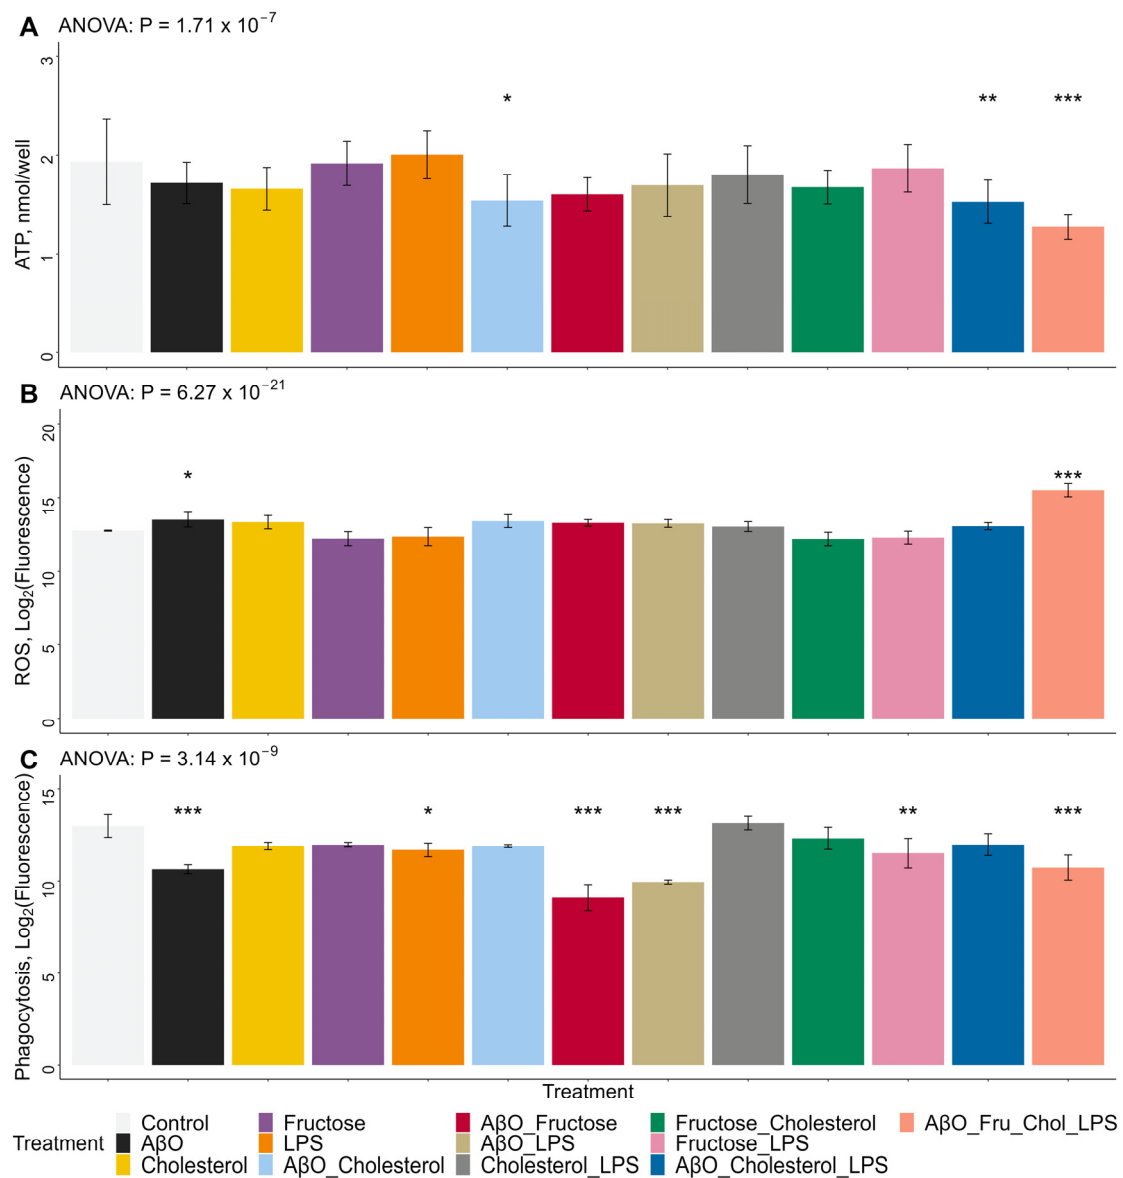 A ANOVA: P = 1.71 x 10⁻⁷
ATP, nmol/well
3
2
1
0
* ** ***
B ANOVA: P = 6.27 x 10⁻²¹
ROS, Log₂(Fluorescence)
20
15
10
5
0
* ***
C ANOVA: P = 3.14 x 10⁻⁹
Phagocytosis, Log₂(Fluorescence)
15
10
5
0
*** * *** *** ** ***
Treatment
Treatment
Control Fructose AβO_Fructose Fructose_Cholesterol AβO_Fru_Chol_LPS
AβO LPS AβO_LPS Fructose_LPS
Cholesterol AβO_Cholesterol Cholesterol_LPS AβO_Cholesterol_LPS